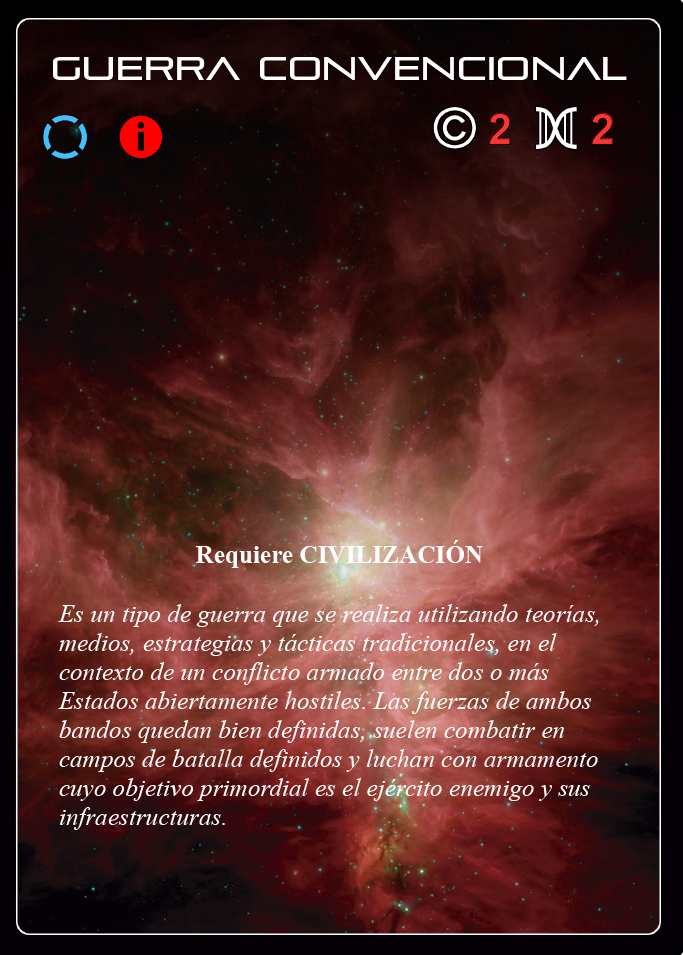 GUERRA CONVENCIONAL
i © 2 2
Requiere CIVILIZACIÓN
Es un tipo de guerra que se realiza utilizando teorías,
medios, estrategias y tácticas tradicionales, en el
contexto de un conflicto armado entre dos o más
Estados abiertamente hostiles. Las fuerzas de ambos
bandos quedan bien definidas, suelen combatir en
campos de batalla definidos y luchan con armamento
cuyo objetivo primordial es el ejército enemigo y sus
infraestructuras.